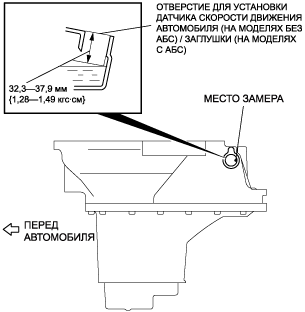 ОТВЕРСТИЕ ДЛЯ УСТАНОВКИ
ДАТЧИКА СКОРОСТИ ДВИЖЕНИЯ
АВТОМОБИЛЯ (НА МОДЕЛЯХ БЕЗ
АБС) / ЗАГЛУШКИ (НА МОДЕЛЯХ
С АБС)
32,3—37,9 мм
{1,28—1,49 кгс·см}
МЕСТО ЗАМЕРА
ПЕРЕД
АВТОМОБИЛЯ